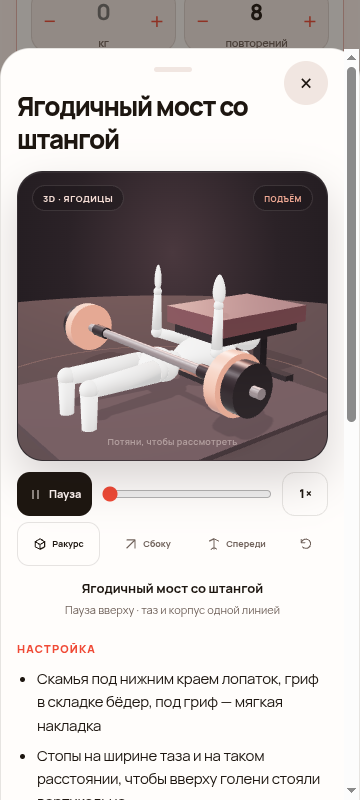 − 0 + − 8 +
кг повторений
Ягодичный мост со
штангой
3D · ЯГОДИЦЫ
ПОДЪЁМ
Потяни, чтобы рассмотреть
Пауза
1×
Ракурс Сбоку Спереди
Ягодичный мост со штангой
Пауза вверху · таз и корпус одной линией
НАСТРОЙКА
• Скамья под нижним краем лопаток, гриф
в складке бёдер, под гриф — мягкая
накладка
• Стопы на ширине таза и на таком
расстоянии, чтобы вверху голени стояли